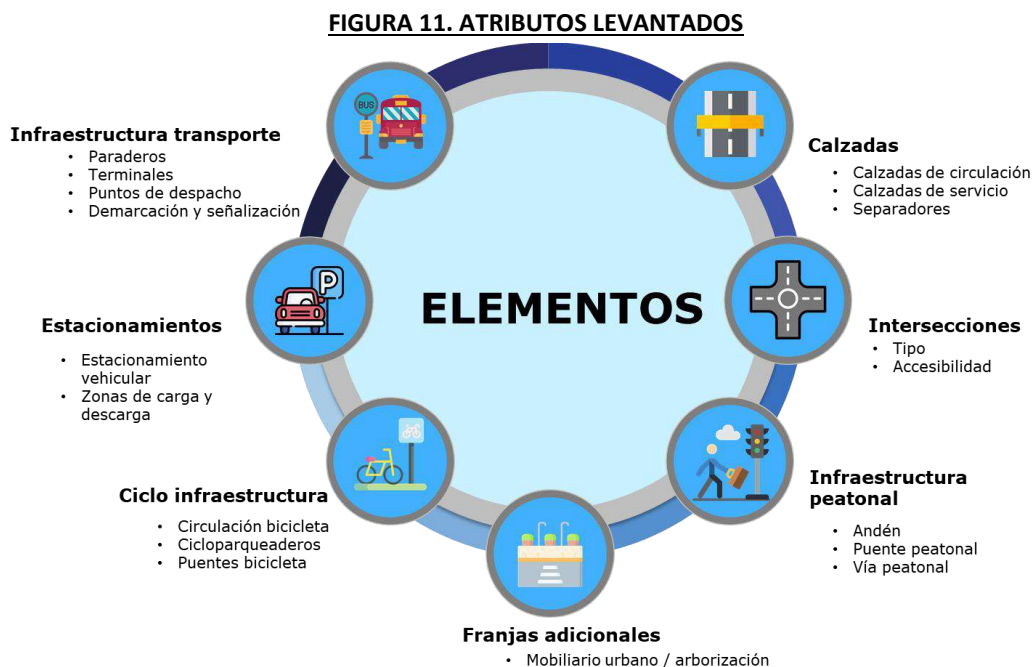 FIGURA 11. ATRIBUTOS LEVANTADOS
BUS
Infraestructura transporte
• Paraderos
• Terminales
• Puntos de despacho
• Demarcación y señalización
Calzadas
• Calzadas de circulación
• Calzadas de servicio
• Separadores
P
ELEMENTOS
Estacionamientos
• Estacionamiento
vehicular
• Zonas de carga y
descarga
Intersecciones
• Tipo
• Accesibilidad
Ciclo infraestructura
• Circulación bicicleta
• Cicloparqueaderos
• Puentes bicicleta
Infraestructura
peatonal
• Andén
• Puente peatonal
• Vía peatonal
Franjas adicionales
• Mobiliario urbano / arborización